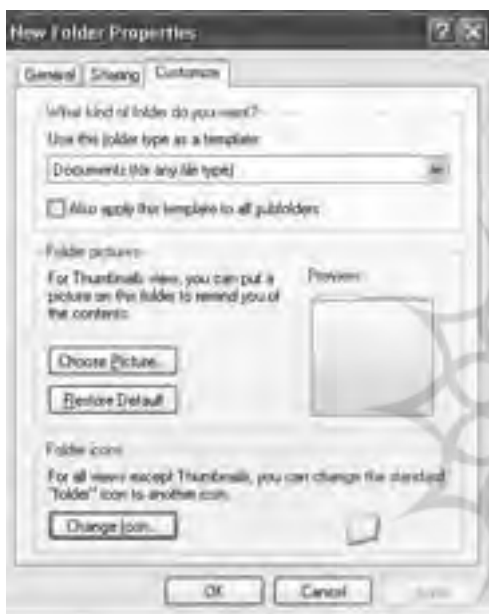 New Folder Properties
General Sharing Customize
What kind of folder do you want?
Use this folder type as a template:
Documents (for any file type)
Also apply this template to all subfolders
Folder pictures
For Thumbnails view, you can put a
picture on the folder to remind you of
the contents.
Preview:
Choose Picture...
Restore Default
Folder icons
For all views except Thumbnails, you can change the standard
"folder" icon to another icon.
Change Icon...
OK Cancel Apply